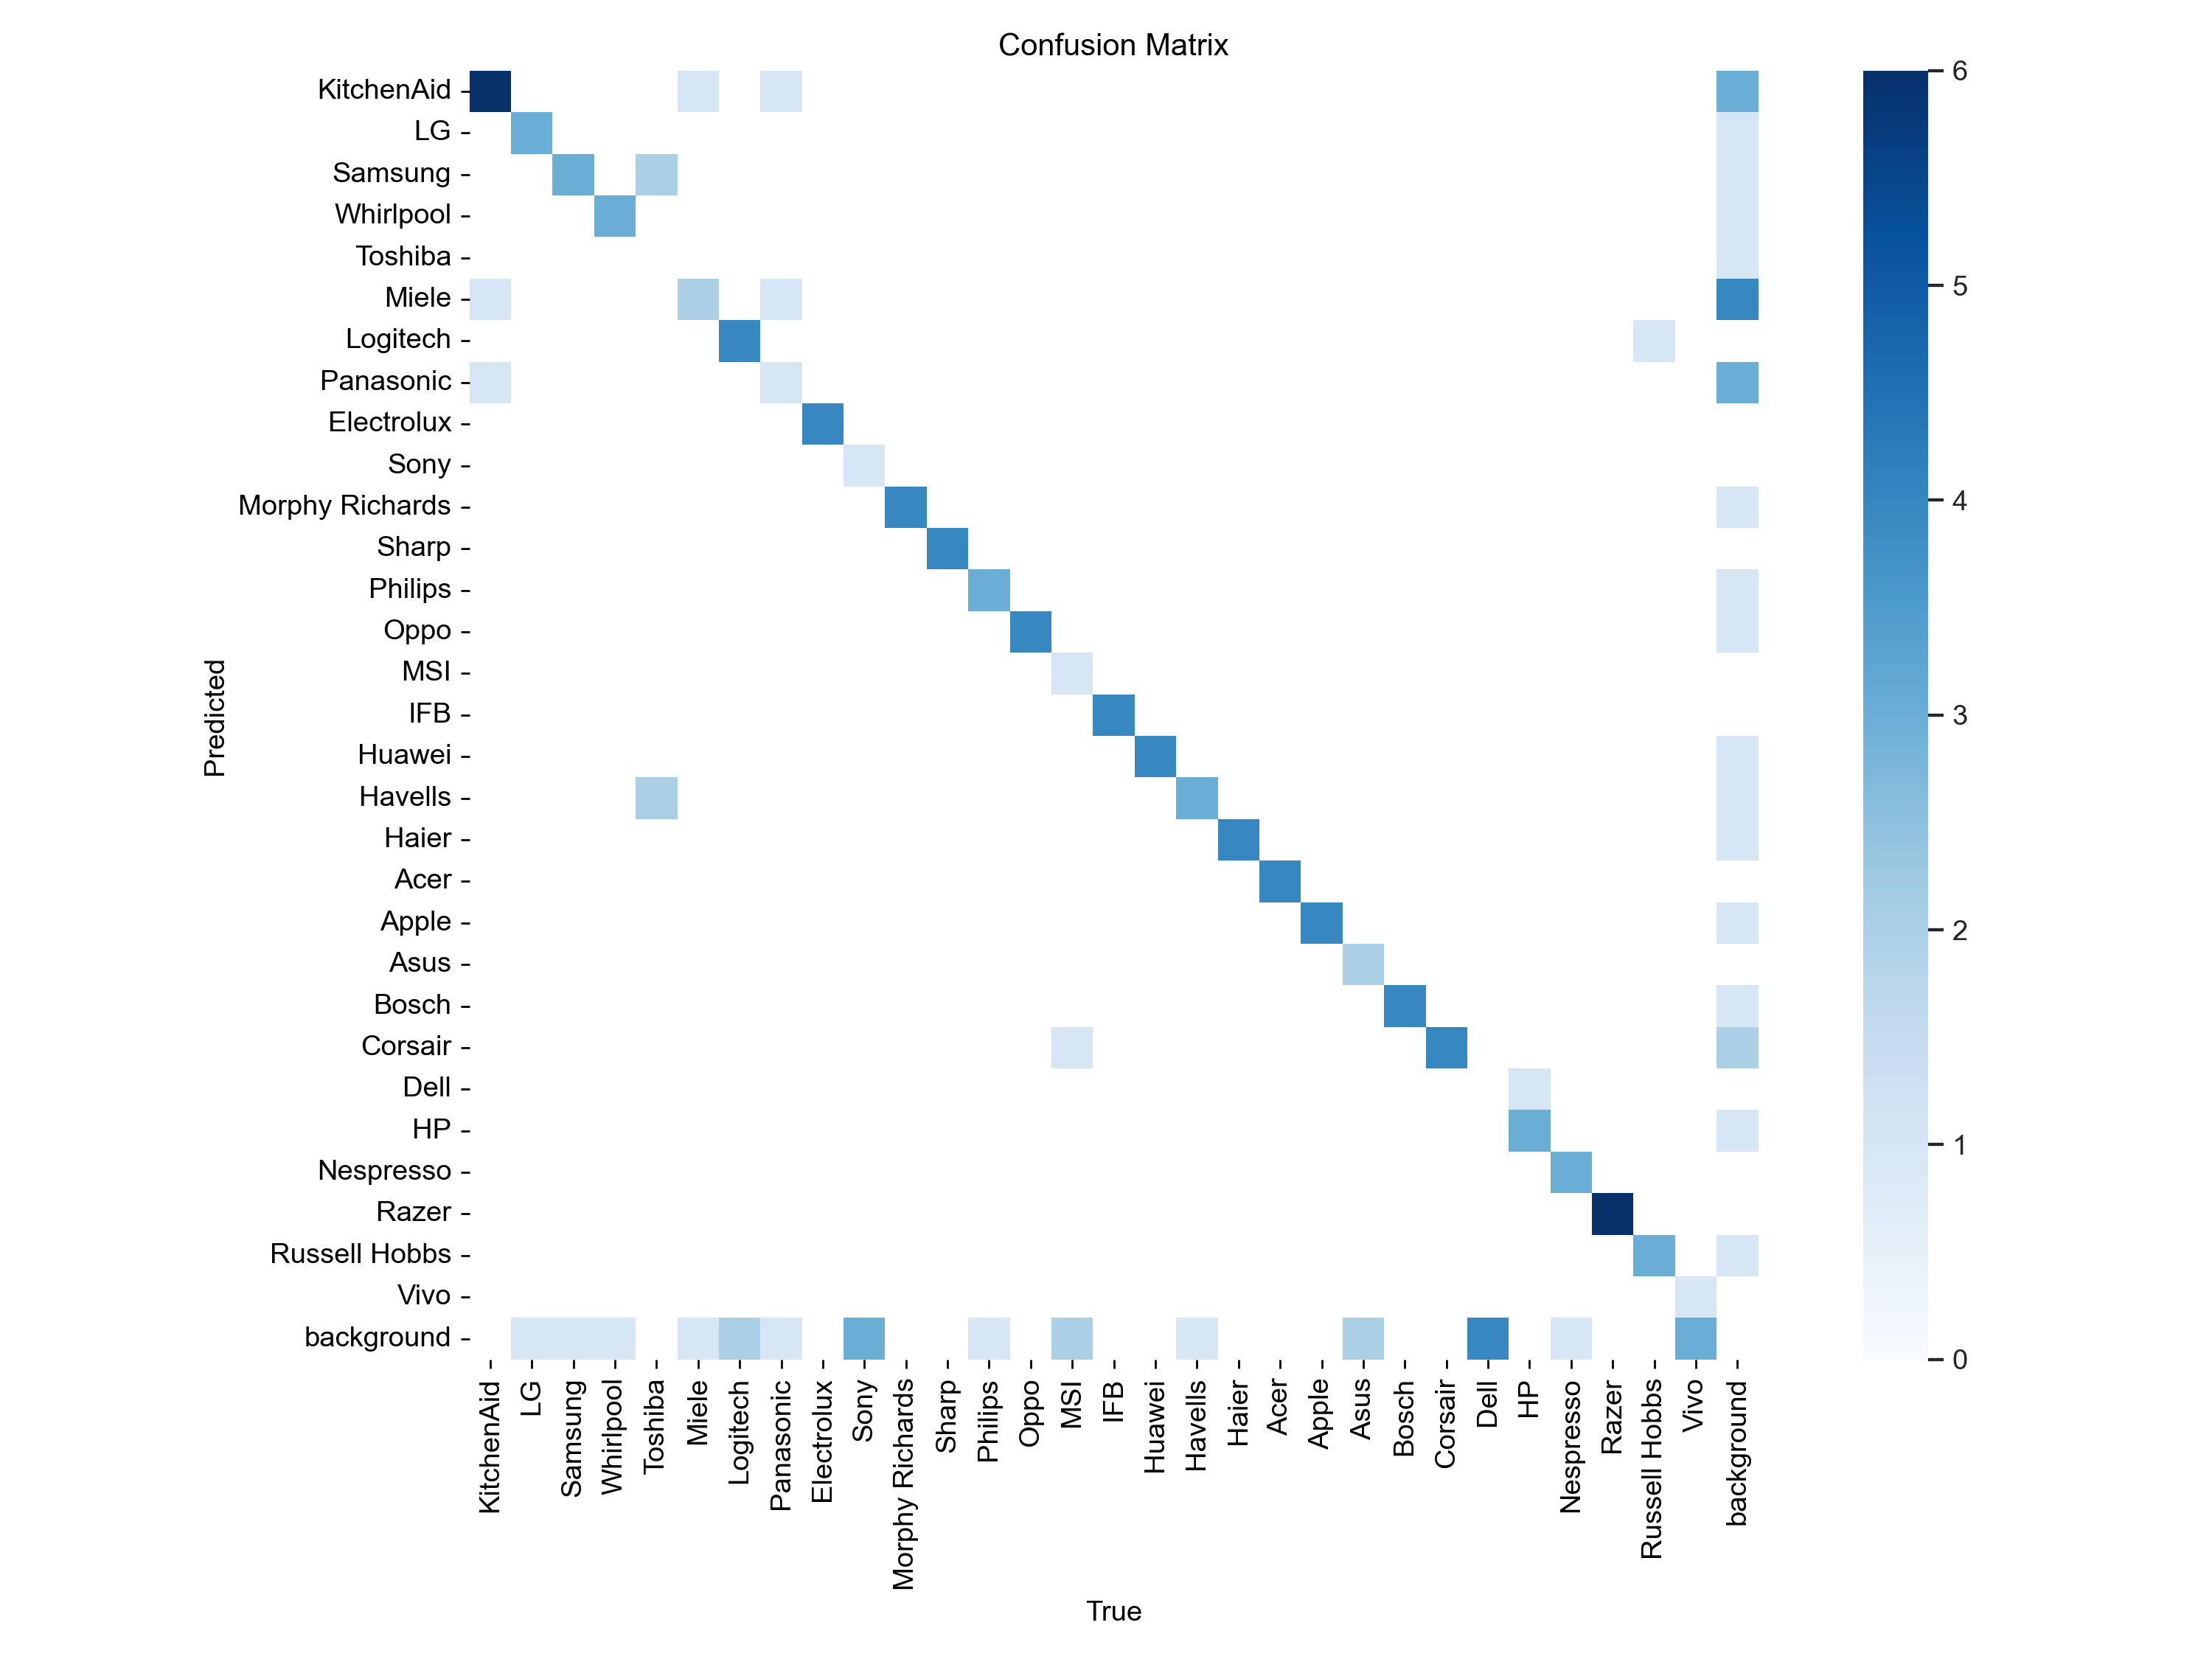 Confusion Matrix
KitchenAid
LG
Samsung
Whirlpool
Toshiba
Miele
Logitech
Panasonic
Electrolux
Sony
Morphy Richards
Sharp
Philips
Oppo
MSI
IFB
Huawei
Havells
Haier
Acer
Apple
Asus
Bosch
Corsair
Dell
HP
Nespresso
Razer
Russell Hobbs
Vivo
background
Predicted
KitchenAid
LG
Samsung
Whirlpool
Toshiba
Miele
Logitech
Panasonic
Electrolux
Sony
Morphy Richards
Sharp
Philips
Oppo
MSI
IFB
Huawei
Havells
Haier
Acer
Apple
Asus
Bosch
Corsair
Dell
HP
Nespresso
Razer
Russell Hobbs
Vivo
background
True
6
5
4
3
2
1
0